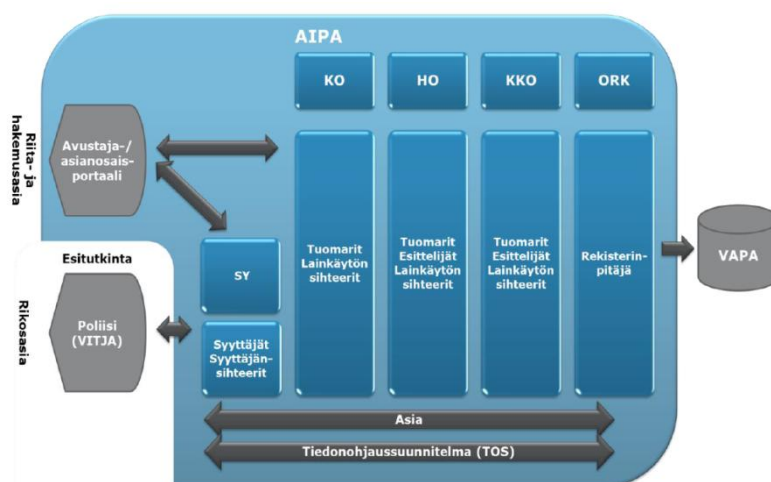 AIPA
KO
HO
KKO
ORK
Riita- ja
hakemusasia
Avustaja-/
asianosais-
portaali
Tuomarit
Lainkäytön
sihteerit
Tuomarit
Esittelijät
Lainkäytön
sihteerit
Tuomarit
Esittelijät
Lainkäytön
sihteerit
Rekisterin-
pitäjä
VAPA
Esitutkinta
SY
Rikosasia
Poliisi
(VITJA)
Syyttäjät
Syyttäjän-
sihteerit
Asia
Tiedonohjaussuunnitelma (TOS)